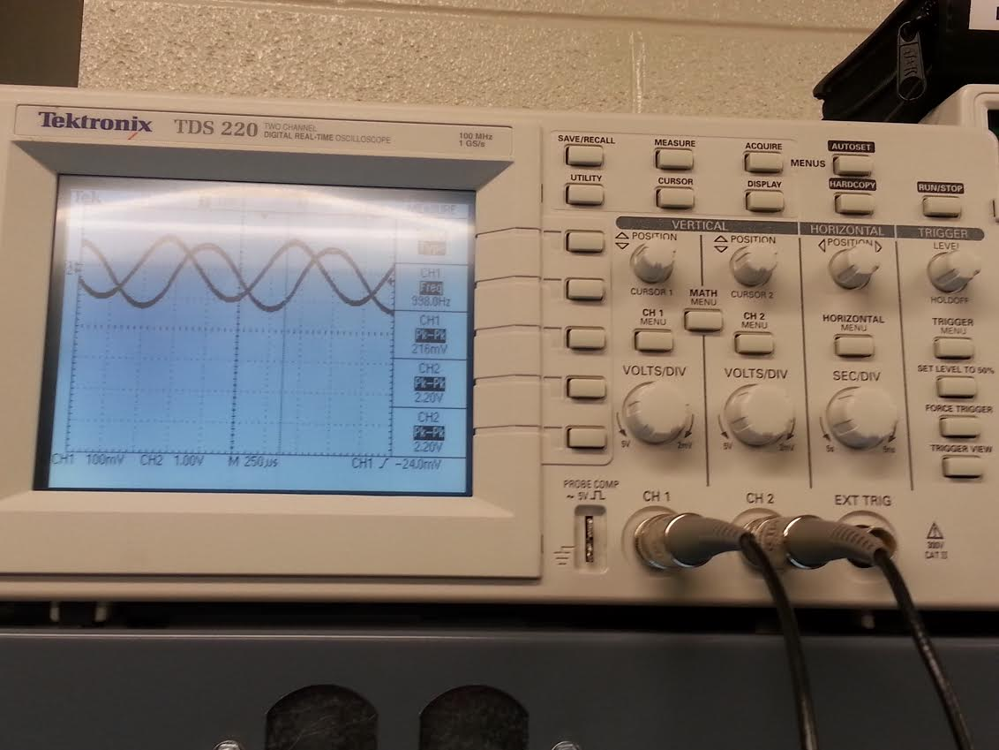 Tektronix TDS 220 TWO CHANNEL
DIGITAL REAL-TIME OSCILLOSCOPE
100 MHz
1 GS/s
Tek
MEASURE
Type
CH1
Freq
998.0Hz
CH1
Pk-Pk
216mV
CH2
Pk-Pk
2.20V
CH2
Pk-Pk
2.20V
CH1 100mV CH2 1.00V M 250µs CH1 -24.0mV
SAVE/RECALL MEASURE ACQUIRE MENUS AUTOSET
UTILITY CURSOR DISPLAY HARDCOPY RUN/STOP
VERTICAL HORIZONTAL TRIGGER
POSITION POSITION POSITION LEVEL
CURSOR 1 CURSOR 2 HOLDOFF
MATH
MENU
CH 1
MENU
CH 2
MENU
HORIZONTAL
MENU
TRIGGER
MENU
SET LEVEL TO 50%
VOLTS/DIV VOLTS/DIV SEC/DIV
FORCE TRIGGER
5V 2mV 5V 2mV 5s 5ns
TRIGGER VIEW
PROBE COMP
~ 5V
CH 1 CH 2 EXT TRIG
300V
CAT II